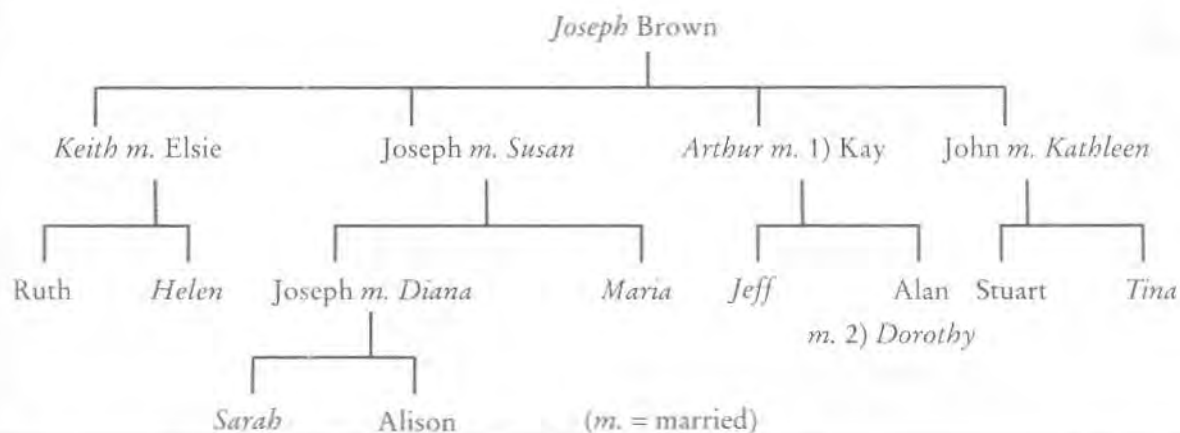 Joseph Brown
Keith m. Elsie Joseph m. Susan Arthur m. 1) Kay John m. Kathleen
Ruth Helen Joseph m. Diana Maria Jeff Alan Stuart Tina
m. 2) Dorothy
Sarah Alison (m. = married)